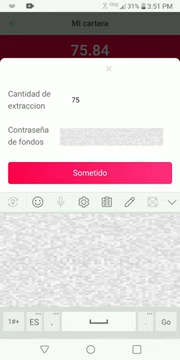 31% 3:51 PM
Mi cartera
75.84
Cantidad de
extraccion
75
Contraseña
de fondos
Sometido
1#+ ES , . Go